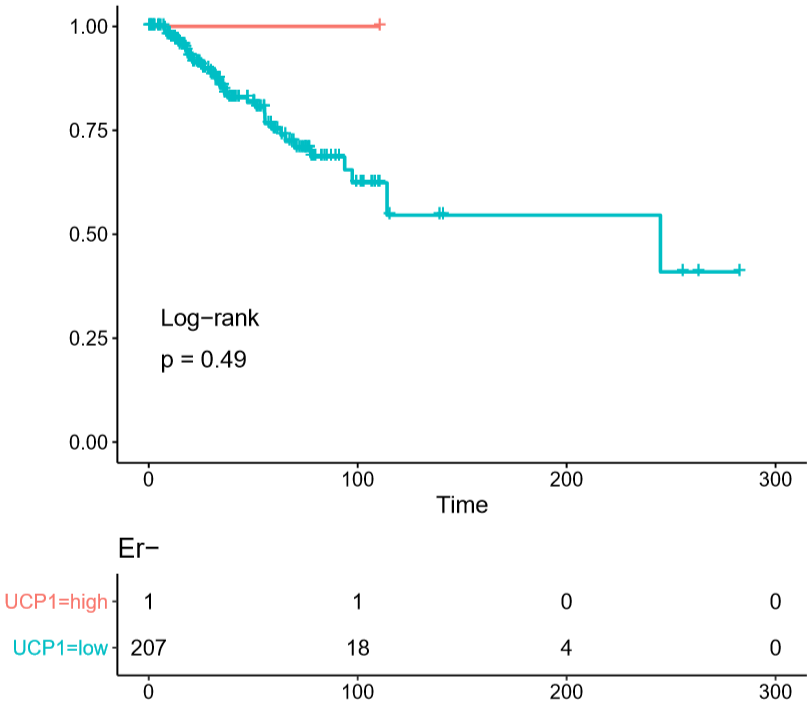 1.00
0.75
0.50
Log−rank
0.25
p = 0.49
0.00
0 100 200 300
Time
Er−
UCP1=high 1 1 0 0
UCP1=low 207 18 4 0
0 100 200 300